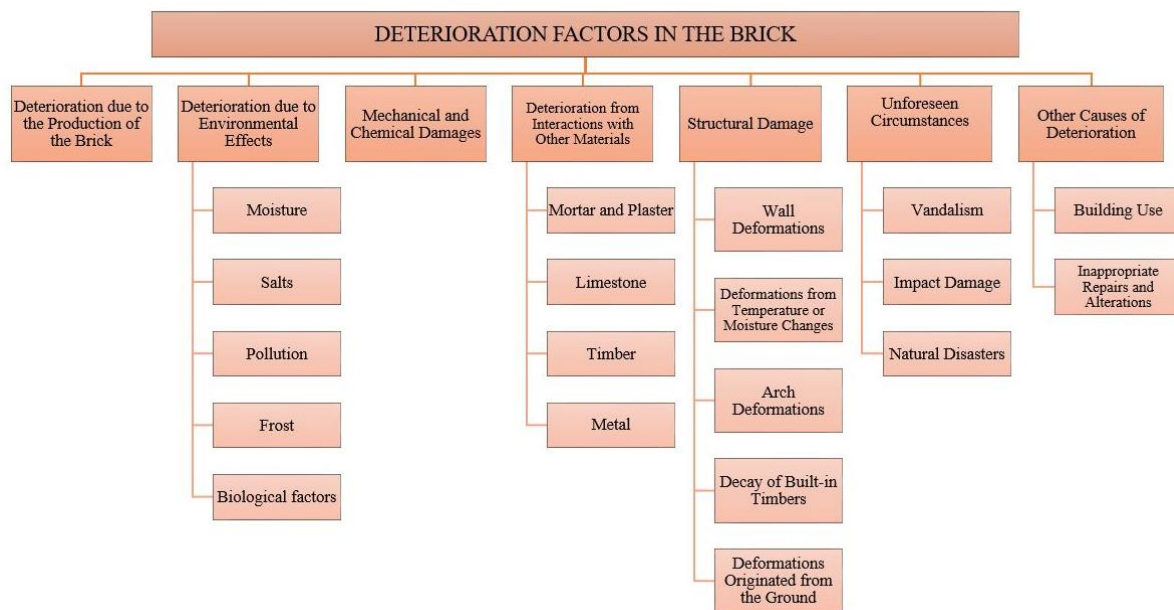 DETERIORATION FACTORS IN THE BRICK
Deterioration due to
the Production of
the Brick
Deterioration due to
Environmental
Effects
Moisture
Salts
Pollution
Frost
Biological factors
Mechanical and
Chemical Damages
Deterioration from
Interactions with
Other Materials
Mortar and Plaster
Limestone
Timber
Metal
Structural Damage
Wall
Deformations
Deformations from
Temperature or
Moisture Changes
Arch
Deformations
Decay of Built-in
Timbers
Deformations
Originated from
the Ground
Unforeseen
Circumstances
Vandalism
Impact Damage
Natural Disasters
Other Causes of
Deterioration
Building Use
Inappropriate
Repairs and
Alterations